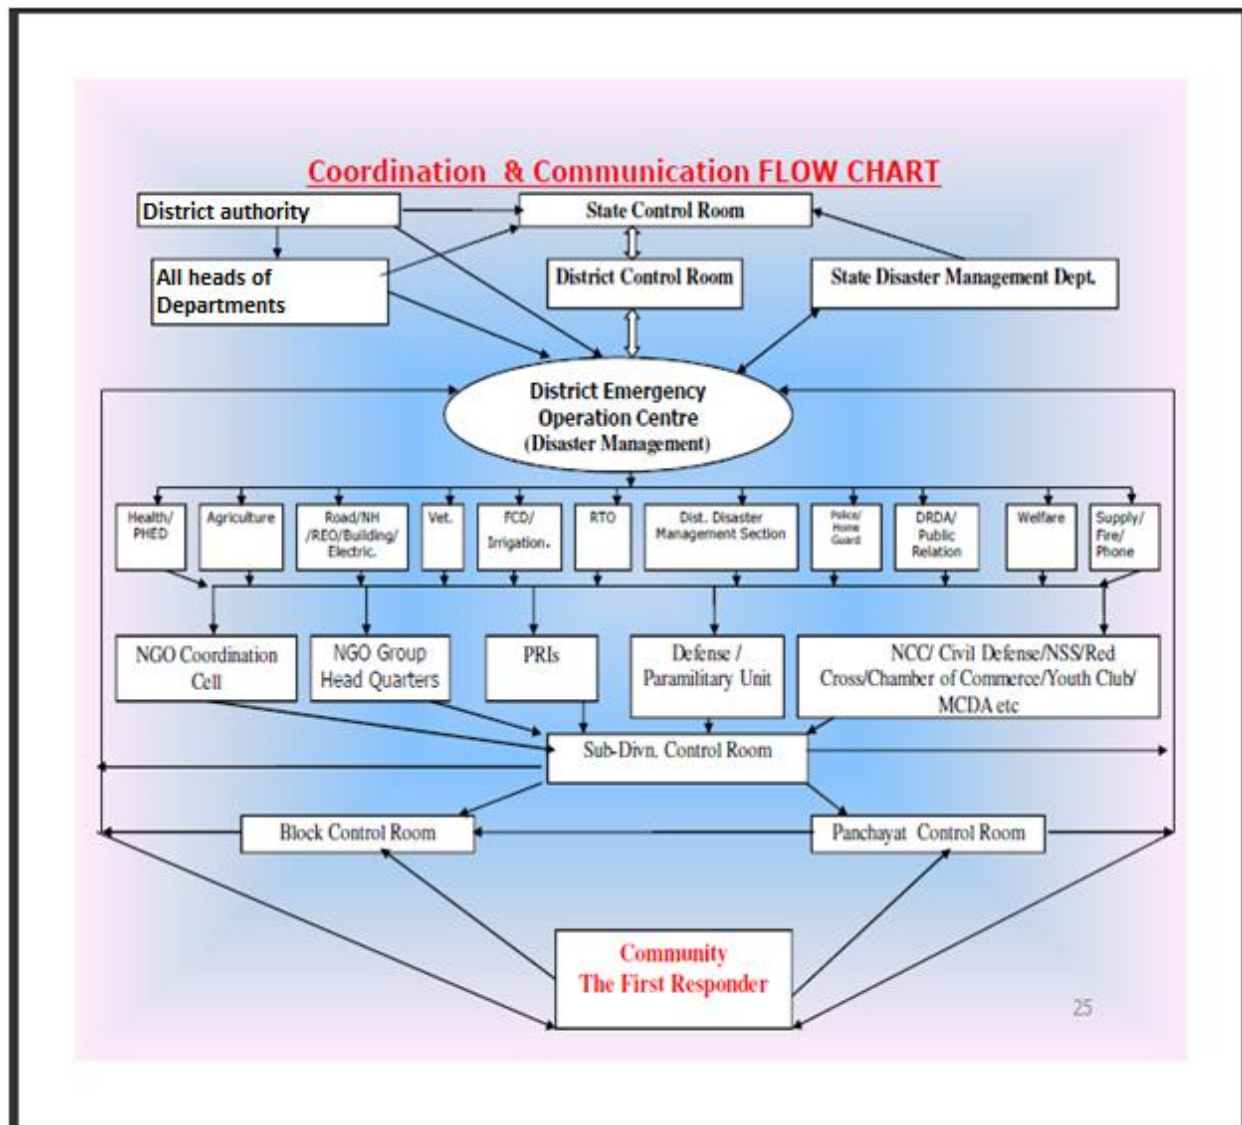 Coordination & Communication FLOW CHART
District authority
State Control Room
All heads of
Departments
District Control Room
State Disaster Management Dept.
District Emergency
Operation Centre
(Disaster Management)
Health/
PHED
Agriculture
Road/NH
/REO/Building/
Electric.
Vet.
FCD/
Irrigation.
RTO
Dist. Disaster
Management Section
Police/
Home
Guard
DRDA/
Public
Relation
Welfare
Supply/
Fire/
Phone
NGO Coordination
Cell
NGO Group
Head Quarters
PRIs
Defense /
Paramilitary Unit
NCC/ Civil Defense/NSS/Red
Cross/Chamber of Commerce/Youth Club/
MCDA etc
Sub-Divn. Control Room
Block Control Room
Panchayat Control Room
Community
The First Responder
25